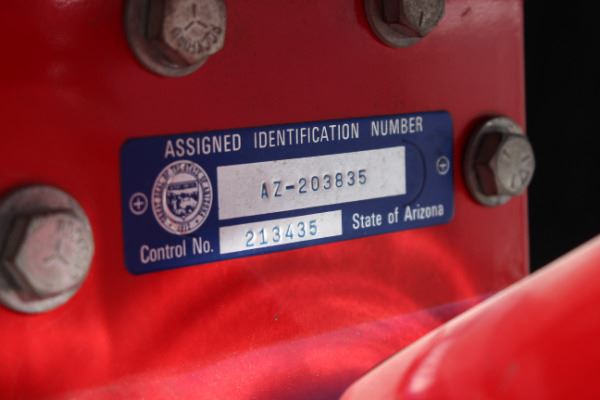 ASSIGNED IDENTIFICATION NUMBER
AZ-203835
Control No. 213435 State of Arizona